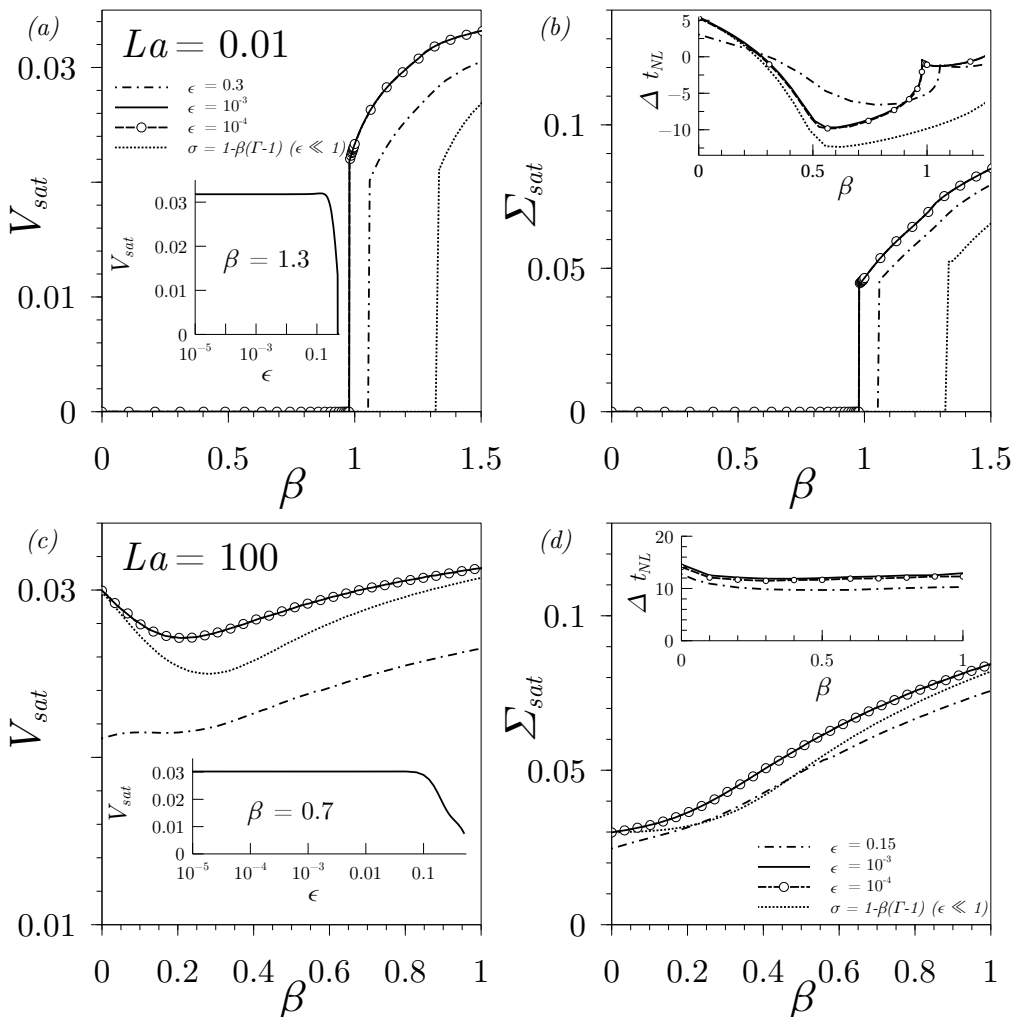 (a)
La = 0.01
0.03
ϵ = 0.3
ϵ = 10⁻³
ϵ = 10⁻⁴
σ = 1-β(Γ-1) (ϵ ≪ 1)
V_sat
0.03
0.02
0.01
0
V_sat
β = 1.3
10⁻⁵
10⁻³
0.1
ϵ
0.01
0
0
0.5
1
1.5
β
(b)
5
0
−5
−10
Δ t_NL
0
0.5
1
β
0.1
Σ_sat
0.05
0
0
0.5
1
1.5
β
(c)
La = 100
0.03
V_sat
0.03
0.02
0.01
0
V_sat
β = 0.7
10⁻⁵
10⁻⁴
10⁻³
0.01
0.1
ϵ
0.01
0
0.2
0.4
0.6
0.8
1
β
(d)
20
10
0
Δ t_NL
0
0.5
1
β
0.1
Σ_sat
0.05
ϵ = 0.15
ϵ = 10⁻³
ϵ = 10⁻⁴
σ = 1-β(Γ-1) (ϵ ≪ 1)
0
0
0.2
0.4
0.6
0.8
1
β